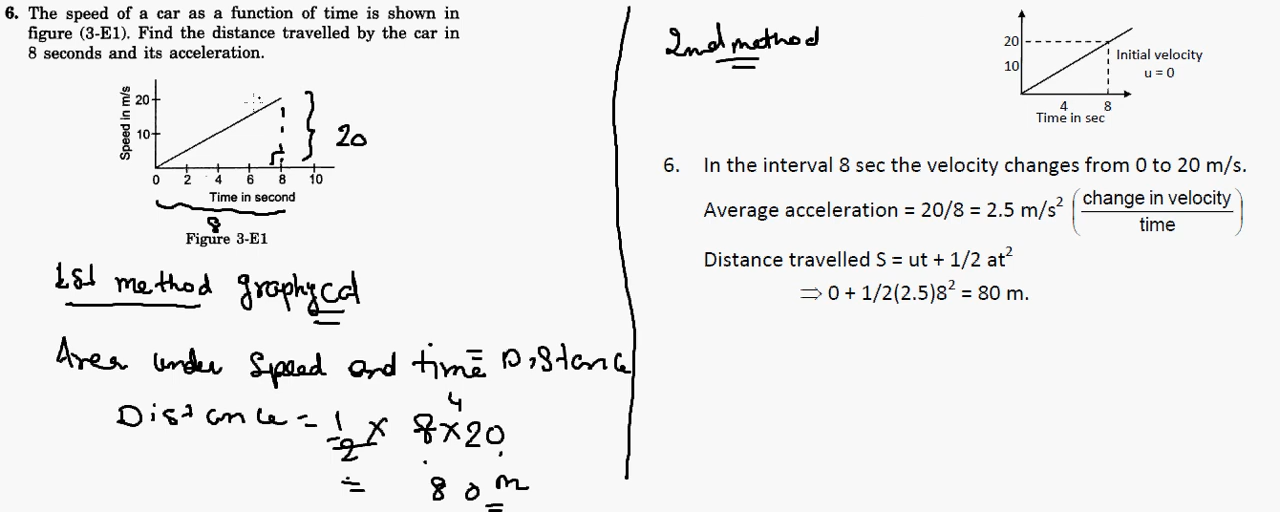 6. The speed of a car as a function of time is shown in
figure (3-E1). Find the distance travelled by the car in
8 seconds and its acceleration.
Speed in m/s
20
10
20
0 2 4 6 8 10
Time in second
8
Figure 3-E1
1st method graphycal
Area under Speed and time = Distance
Distance = 1/2 × 8 × 20
4
= 80 m
2nd method
20
10
Initial velocity
u = 0
4 8
Time in sec
6. In the interval 8 sec the velocity changes from 0 to 20 m/s.
Average acceleration = 20/8 = 2.5 m/s² (change in velocity / time)
Distance travelled S = ut + 1/2 at²
⇒ 0 + 1/2(2.5)8² = 80 m.